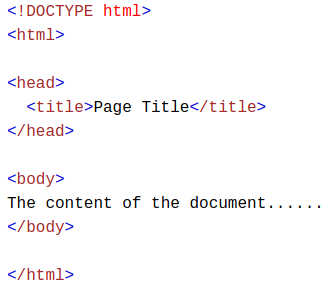 <!DOCTYPE html>
<html>

<head>
  <title>Page Title</title>
</head>

<body>
The content of the document......
</body>

</html>